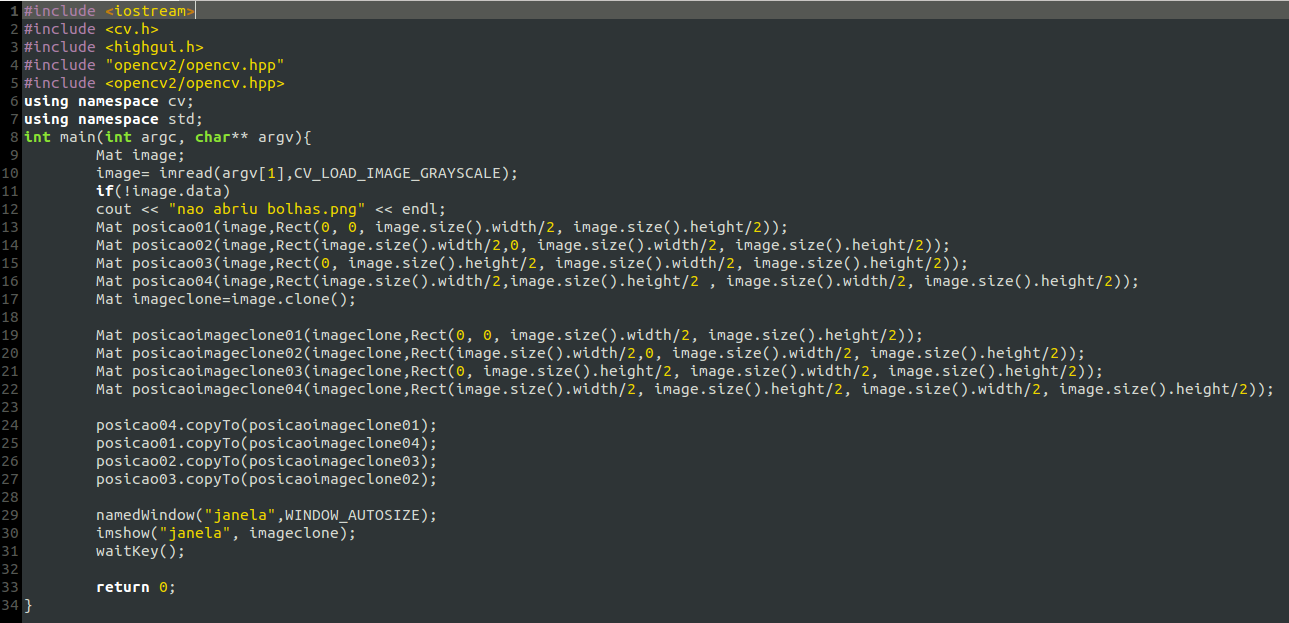 1 #include <iostream>
2 #include <cv.h>
3 #include <highgui.h>
4 #include "opencv2/opencv.hpp"
5 #include <opencv2/opencv.hpp>
6 using namespace cv;
7 using namespace std;
8 int main(int argc, char** argv){
9         Mat image;
10         image= imread(argv[1],CV_LOAD_IMAGE_GRAYSCALE);
11         if(!image.data)
12         cout << "nao abriu bolhas.png" << endl;
13         Mat posicao01(image,Rect(0, 0, image.size().width/2, image.size().height/2));
14         Mat posicao02(image,Rect(image.size().width/2,0, image.size().width/2, image.size().height/2));
15         Mat posicao03(image,Rect(0, image.size().height/2, image.size().width/2, image.size().height/2));
16         Mat posicao04(image,Rect(image.size().width/2,image.size().height/2 , image.size().width/2, image.size().height/2));
17         Mat imageclone=image.clone();
18
19         Mat posicaoimageclone01(imageclone,Rect(0, 0, image.size().width/2, image.size().height/2));
20         Mat posicaoimageclone02(imageclone,Rect(image.size().width/2,0, image.size().width/2, image.size().height/2));
21         Mat posicaoimageclone03(imageclone,Rect(0, image.size().height/2, image.size().width/2, image.size().height/2));
22         Mat posicaoimageclone04(imageclone,Rect(image.size().width/2, image.size().height/2, image.size().width/2, image.size().height/2));
23
24         posicao04.copyTo(posicaoimageclone01);
25         posicao01.copyTo(posicaoimageclone04);
26         posicao02.copyTo(posicaoimageclone03);
27         posicao03.copyTo(posicaoimageclone02);
28
29         namedWindow("janela",WINDOW_AUTOSIZE);
30         imshow("janela", imageclone);
31         waitKey();
32
33         return 0;
34 }